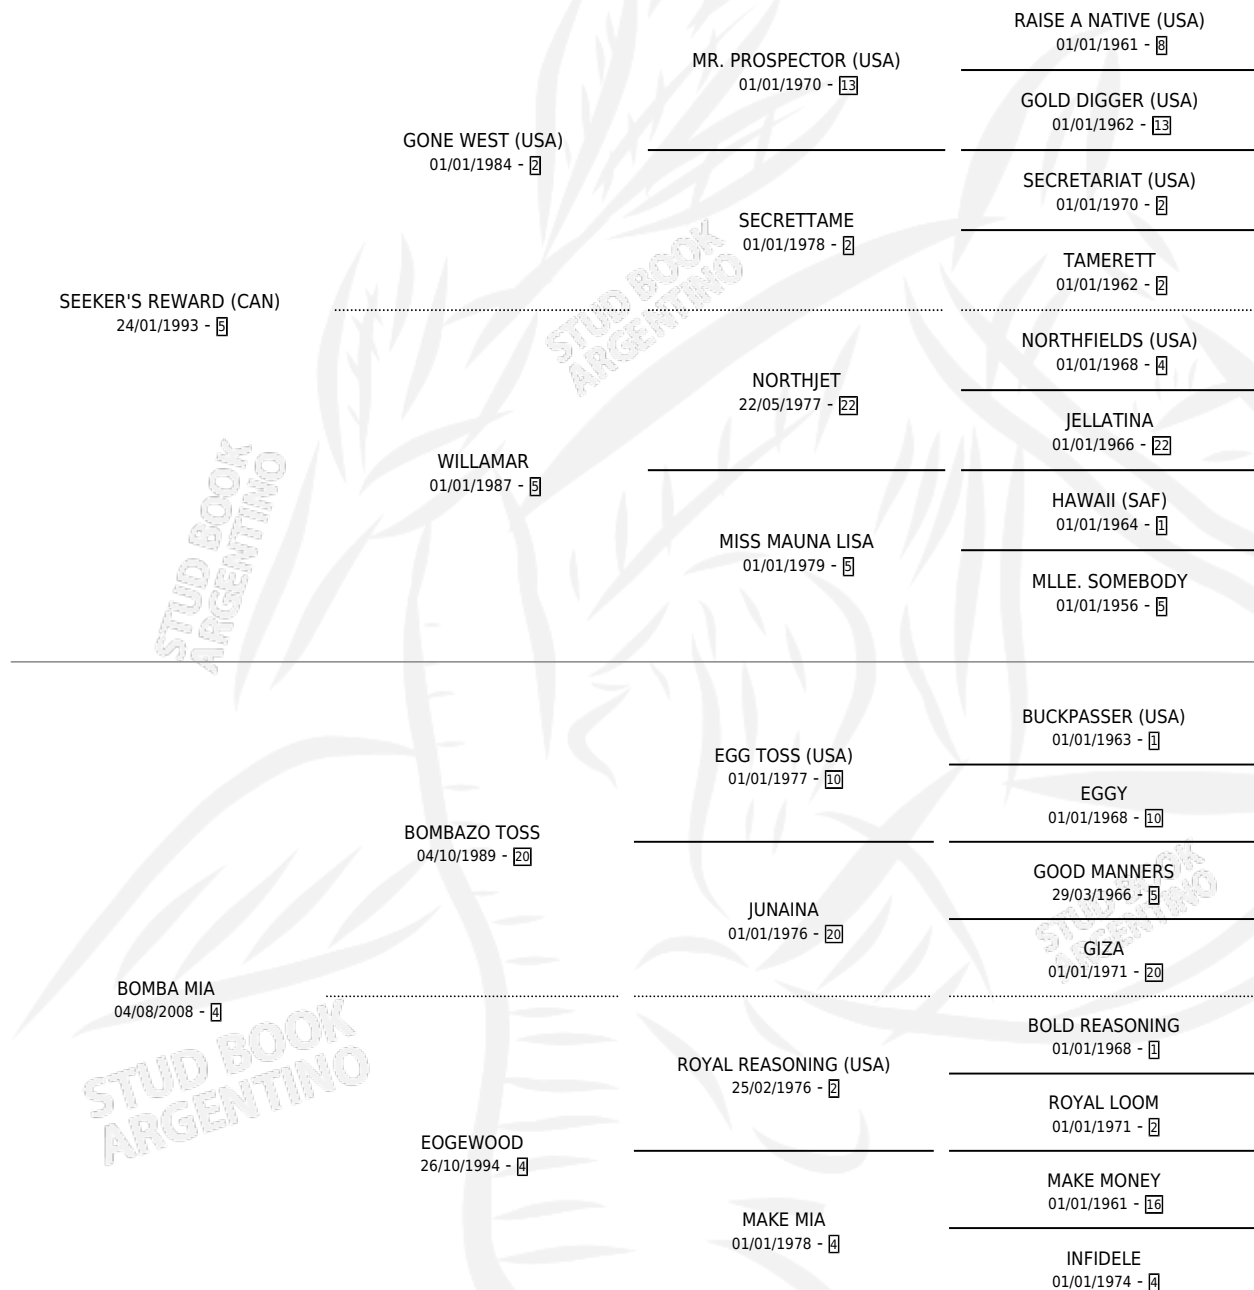 RAISE A NATIVE (USA)
01/01/1961 - 8
MR. PROSPECTOR (USA)
01/01/1970 - 13
GOLD DIGGER (USA)
01/01/1962 - 13
GONE WEST (USA)
01/01/1984 - 2
SECRETARIAT (USA)
01/01/1970 - 2
SECRETTAME
01/01/1978 - 2
TAMERETT
01/01/1962 - 2
SEEKER'S REWARD (CAN)
24/01/1993 - 5
NORTHFIELDS (USA)
01/01/1968 - 4
NORTHJET
22/05/1977 - 22
JELLATINA
01/01/1966 - 22
WILLAMAR
01/01/1987 - 5
HAWAII (SAF)
01/01/1964 - 1
MISS MAUNA LISA
01/01/1979 - 5
MLLE. SOMEBODY
01/01/1956 - 5
BUCKPASSER (USA)
01/01/1963 - 1
EGG TOSS (USA)
01/01/1977 - 10
EGGY
01/01/1968 - 10
BOMBAZO TOSS
04/10/1989 - 20
GOOD MANNERS
29/03/1966 - 5
JUNAINA
01/01/1976 - 20
GIZA
01/01/1971 - 20
BOMBA MIA
04/08/2008 - 4
BOLD REASONING
01/01/1968 - 1
ROYAL REASONING (USA)
25/02/1976 - 2
ROYAL LOOM
01/01/1971 - 2
EOGEWOOD
26/10/1994 - 4
MAKE MONEY
01/01/1961 - 16
MAKE MIA
01/01/1978 - 4
INFIDELE
01/01/1974 - 4
STUD BOOK
ARGENTINO
STUD BOOK
ARGENTINO
STUD BOOK
ARGENTINO
STUD BOOK
ARGENTINO